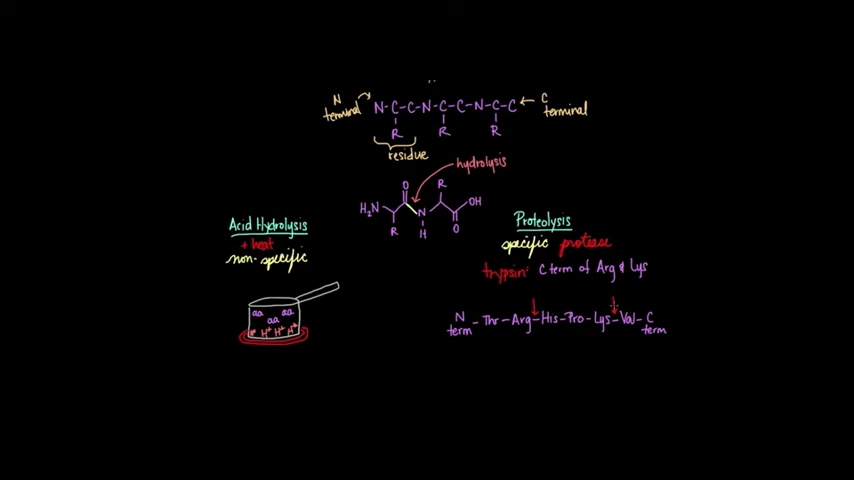 N terminal
N-C-C-N-C-C-N-C-C
C terminal
R R R
residue
hydrolysis
O R
H₂N N OH
R H O
Acid Hydrolysis
+ heat
non-specific
aa aa
aa
H⁺ H⁺ H⁺
Proteolysis
specific protease
trypsin: C term of Arg & Lys
N term - Thr - Arg - His - Pro - Lys - Val - C term